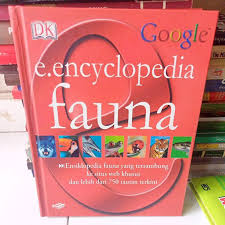 DK
Google
e.encyclopedia
fauna
Ensiklopedia fauna yang tersambung
ke situs web khusus
dan lebih dari 750 tautan terkini